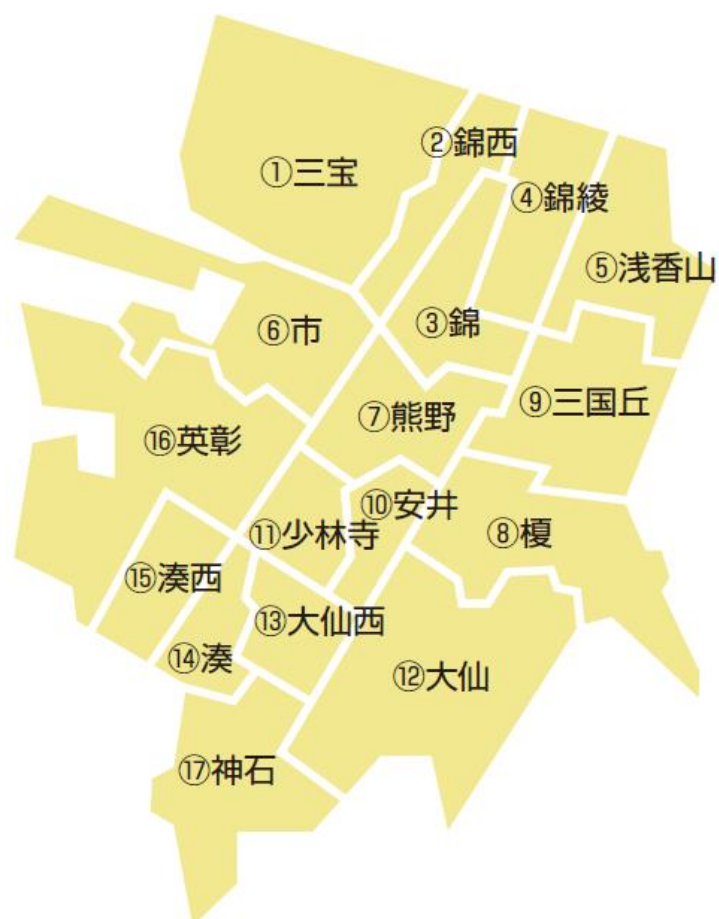 ①三宝
②錦西
③錦
④錦綾
⑤浅香山
⑥市
⑦熊野
⑧榎
⑨三国丘
⑩安井
⑪少林寺
⑫大仙
⑬大仙西
⑭湊
⑮湊西
⑯英彰
⑰神石